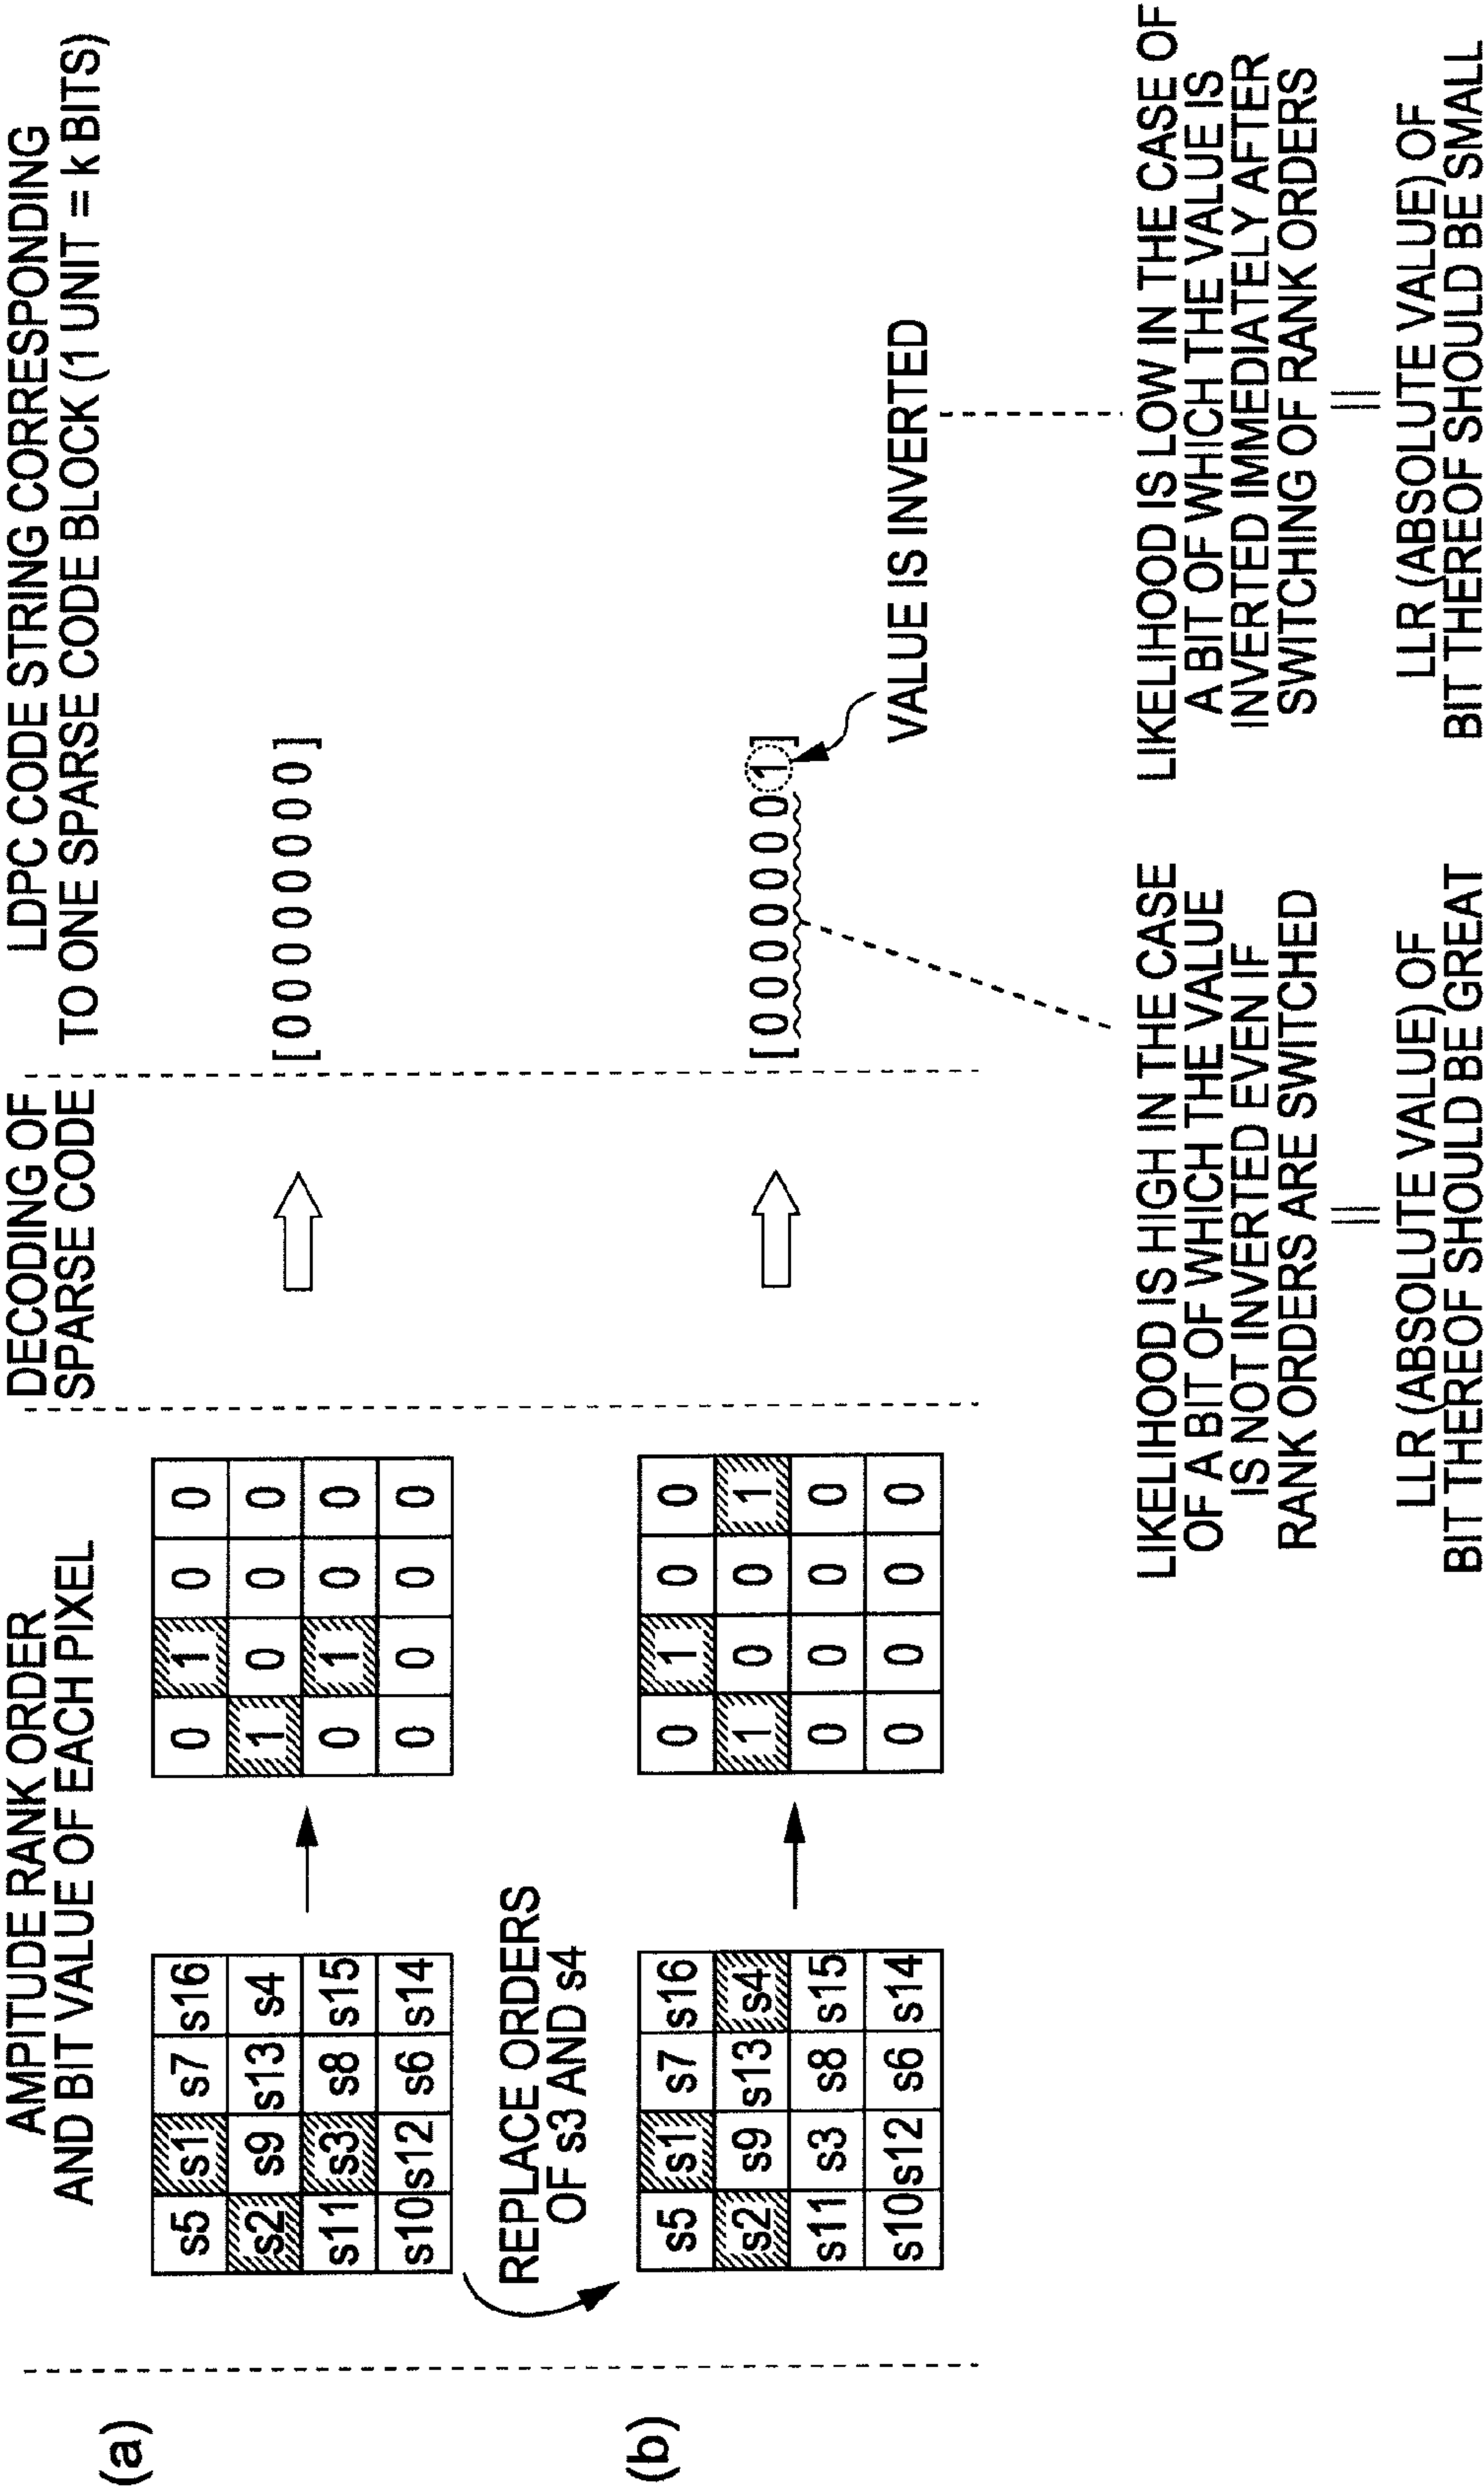 AMPITUDE RANK ORDER
AND BIT VALUE OF EACH PIXEL
DECODING OF
SPARSE CODE
LDPC CODE STRING CORRESPONDING
TO ONE SPARSE CODE BLOCK (1 UNIT = k BITS)
(a)
s5 s1 s7 s16
s2 s9 s13 s4
s11 s3 s8 s15
s10 s12 s6 s14
0 1 0 0
1 0 0 0
0 1 0 0
0 0 0 0
[0 0 0 0 0 0 0 0]
REPLACE ORDERS
OF s3 AND s4
(b)
s5 s1 s7 s16
s2 s9 s13 s4
s11 s3 s8 s15
s10 s12 s6 s14
0 1 0 0
1 0 0 1
0 0 0 0
0 0 0 0
[0 0 0 0 0 0 0 1]
VALUE IS INVERTED
LIKELIHOOD IS HIGH IN THE CASE
OF A BIT OF WHICH THE VALUE
IS NOT INVERTED EVEN IF
RANK ORDERS ARE SWITCHED
=
LLR (ABSOLUTE VALUE) OF
BIT THEREOF SHOULD BE GREAT
LIKELIHOOD IS LOW IN THE CASE OF
A BIT OF WHICH THE VALUE IS
INVERTED IMMEDIATELY AFTER
SWITCHING OF RANK ORDERS
=
LLR (ABSOLUTE VALUE) OF
BIT THEREOF SHOULD BE SMALL